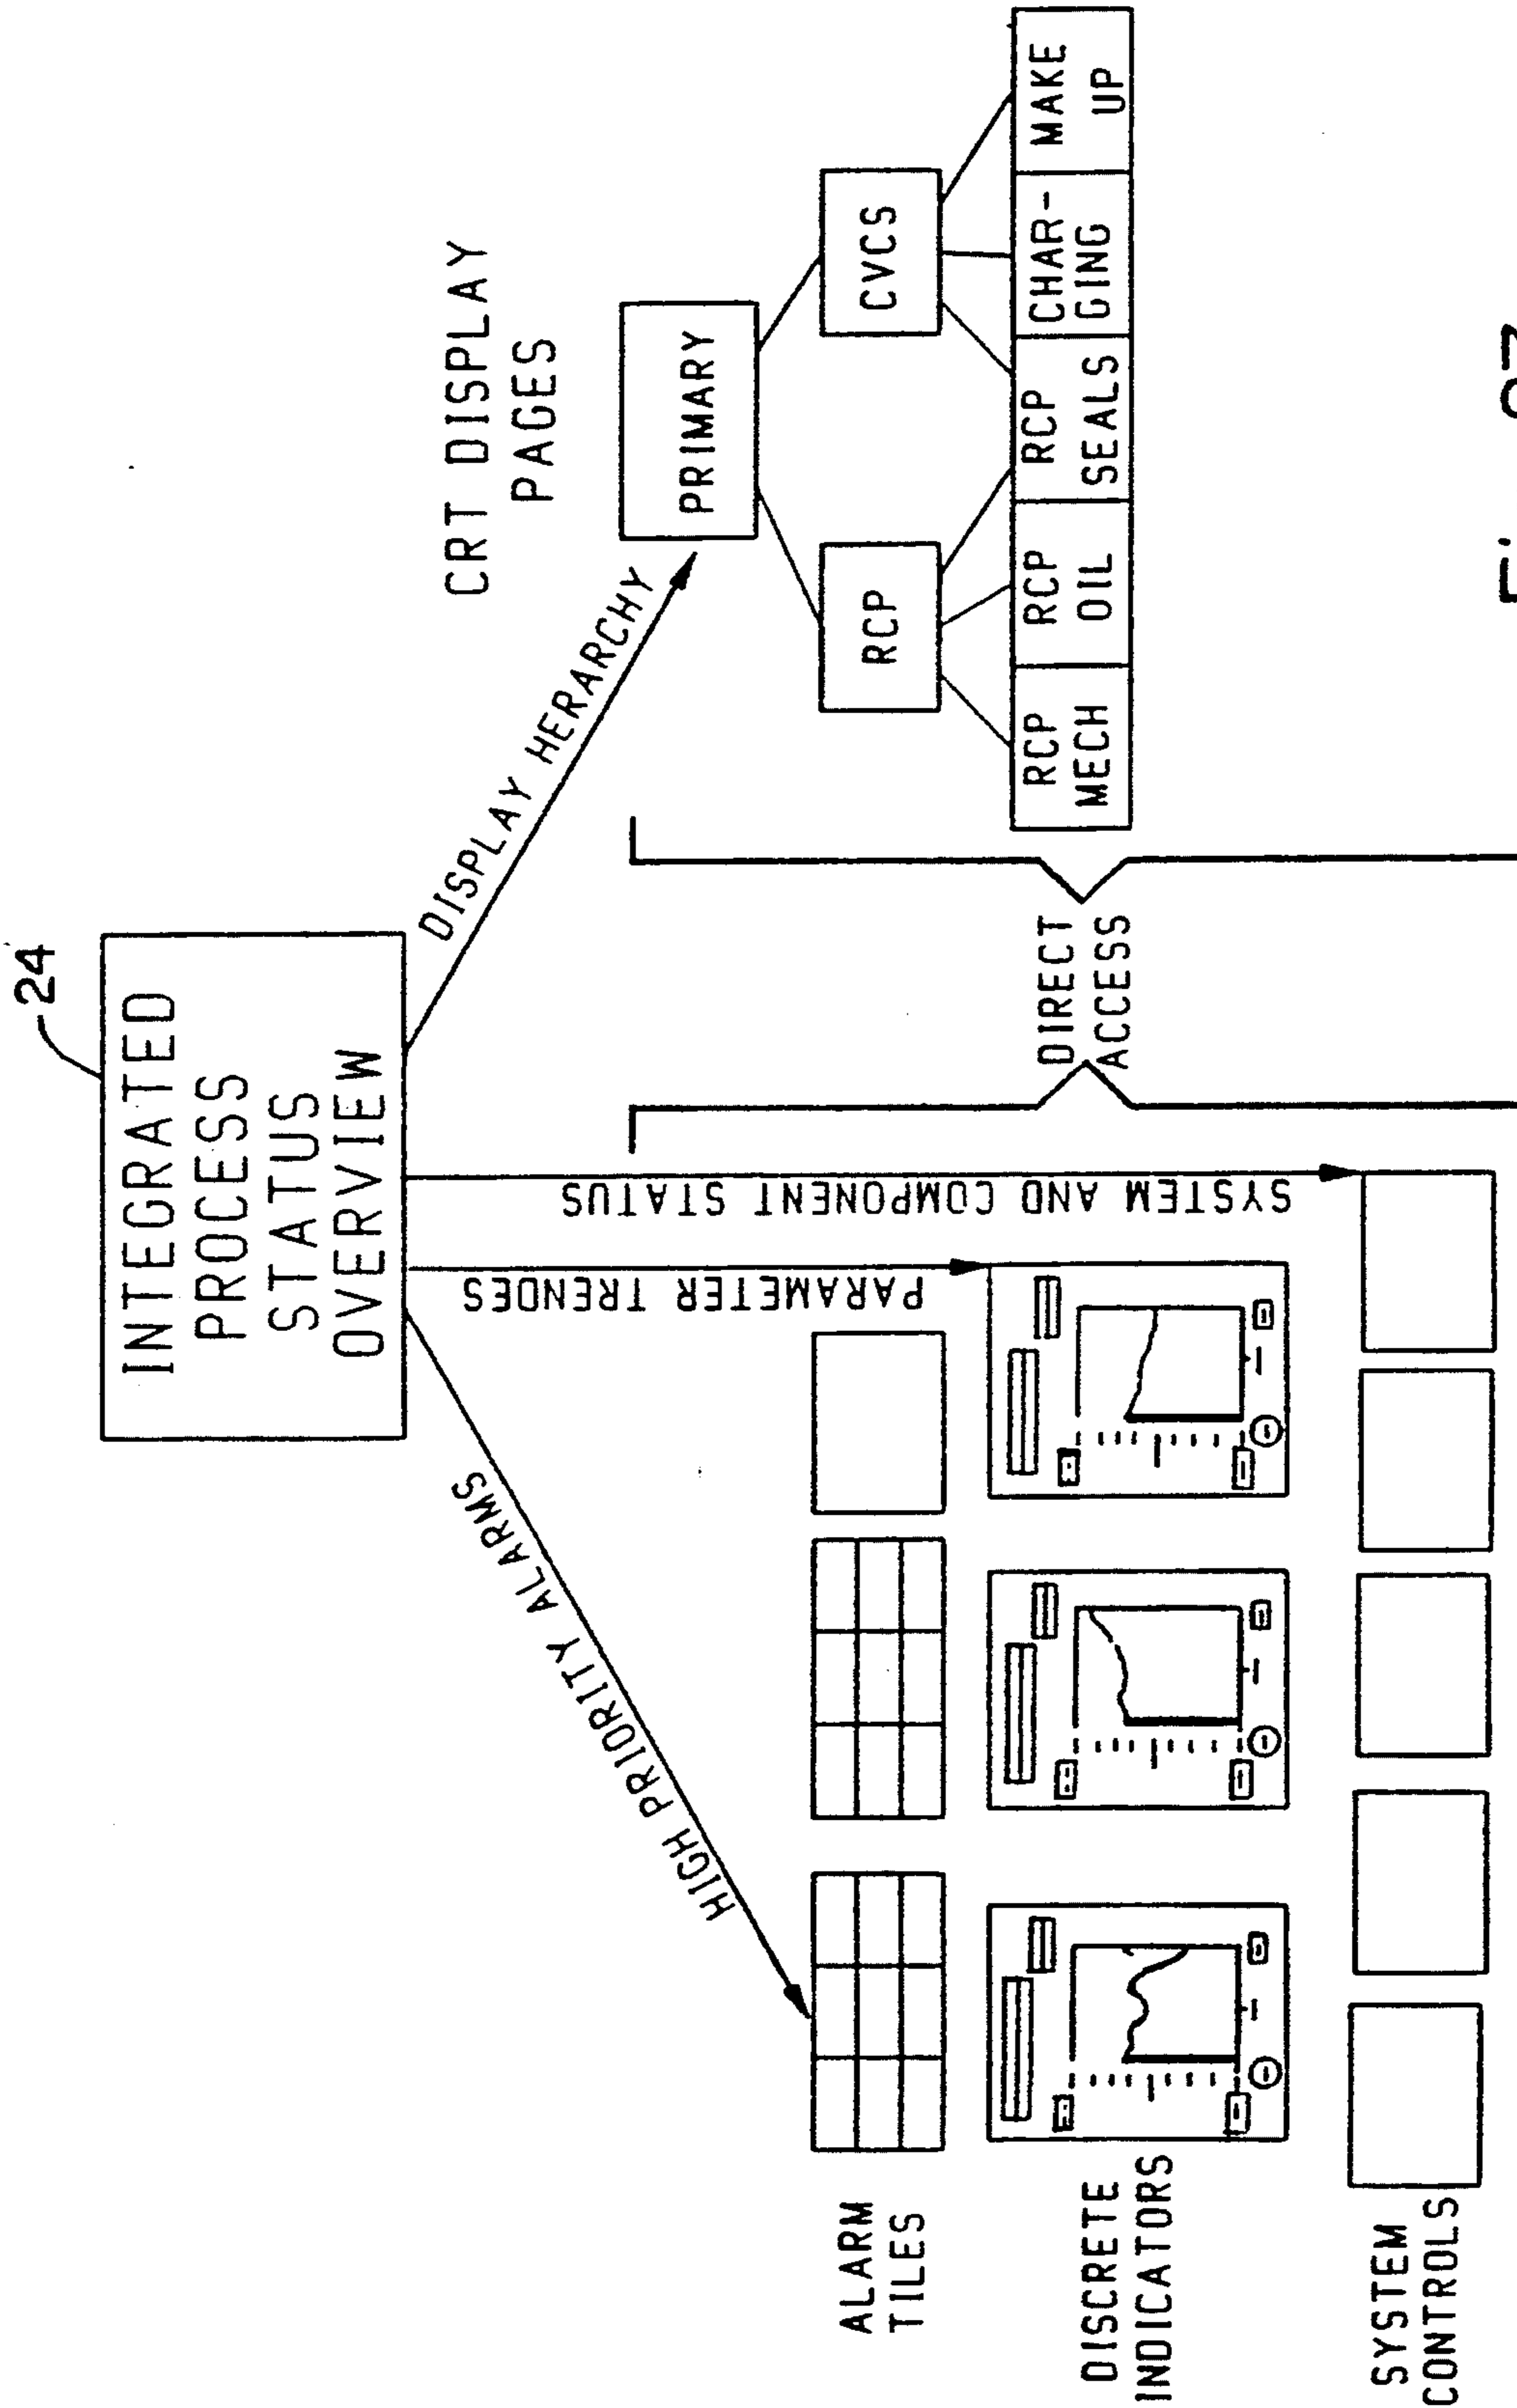 24
INTEGRATED
PROCESS
STATUS
OVERVIEW
HIGH PRIORITY ALARMS
PARAMETER TRENDES
SYSTEM AND COMPONENT STATUS
DISPLAY HERARCHY
CRT DISPLAY
PAGES
PRIMARY
RCP
CVCS
RCP
MECH
RCP
OIL
RCP
SEALS
CHAR-
GING
MAKE
UP
DIRECT
ACCESS
ALARM
TILES
DISCRETE
INDICATORS
SYSTEM
CONTROLS